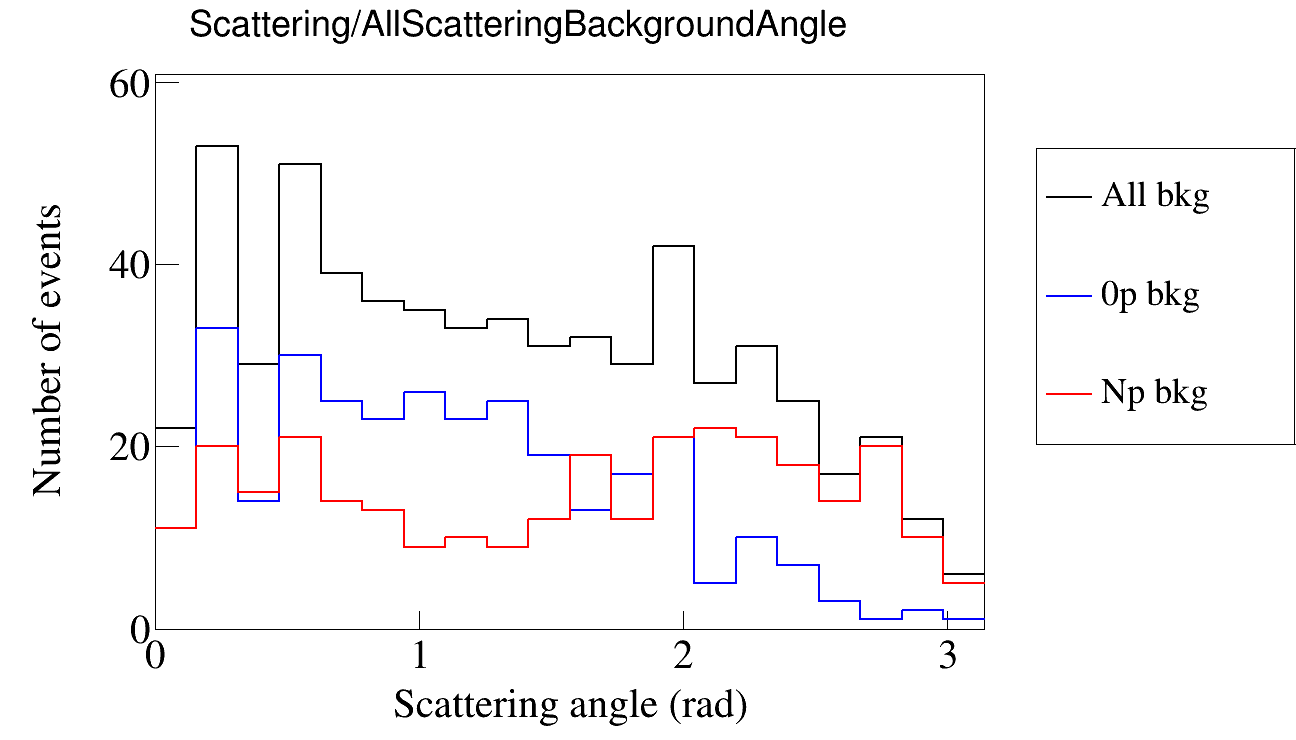 Scattering/AllScatteringBackgroundAngle
60
40
20
0
0 1 2 3
Number of events
Scattering angle (rad)
All bkg
0p bkg
Np bkg